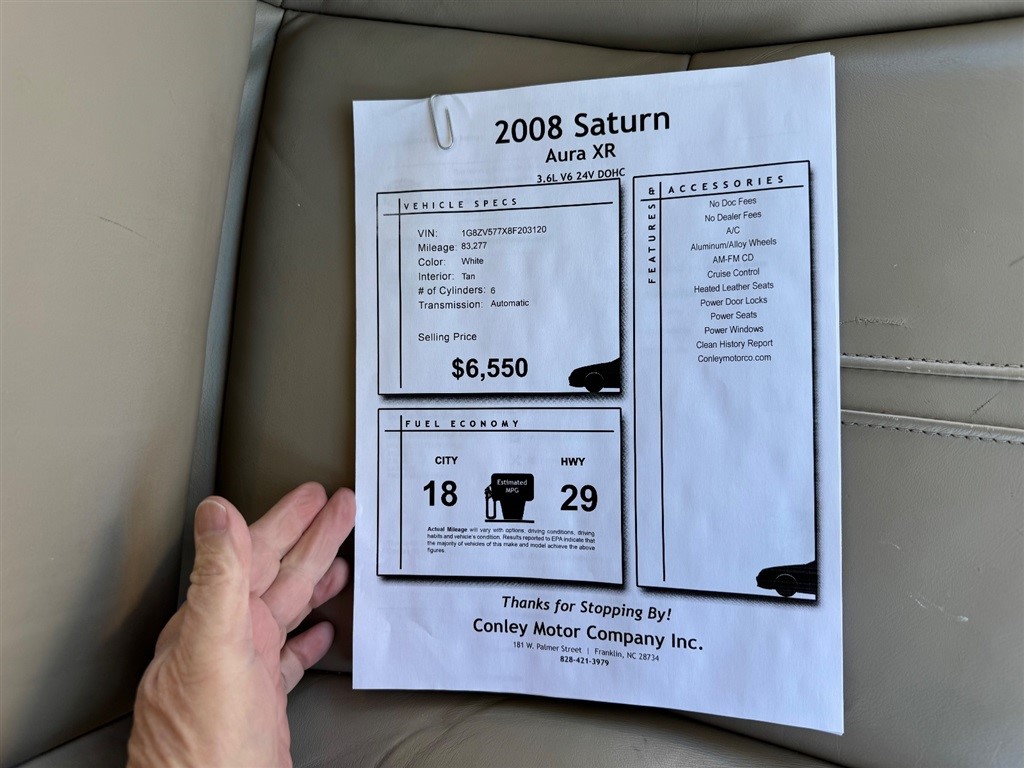 2008 Saturn
Aura XR
3.6L V6 24V DOHC
VEHICLE SPECS
VIN: 1G8ZV577X8F203120
Mileage: 83,277
Color: White
Interior: Tan
# of Cylinders: 6
Transmission: Automatic
Selling Price
$6,550
FEATURES & ACCESSORIES
No Doc Fees
No Dealer Fees
A/C
Aluminum/Alloy Wheels
AM-FM CD
Cruise Control
Heated Leather Seats
Power Door Locks
Power Seats
Power Windows
Clean History Report
Conleymotorco.com
FUEL ECONOMY
CITY
18
Estimated
MPG
HWY
29
Actual Mileage will vary with options, driving conditions, driving
habits and vehicle's condition. Results reported to EPA indicate that
the majority of vehicles of this make and model achieve the above
figures.
Thanks for Stopping By!
Conley Motor Company Inc.
181 W. Palmer Street | Franklin, NC 28734
828-421-3979